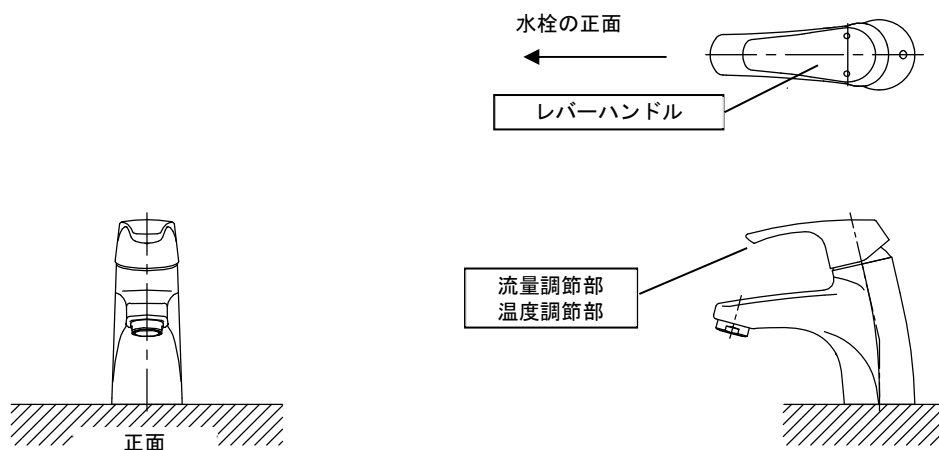 水栓の正面
レバーハンドル
流量調節部
温度調節部
正面